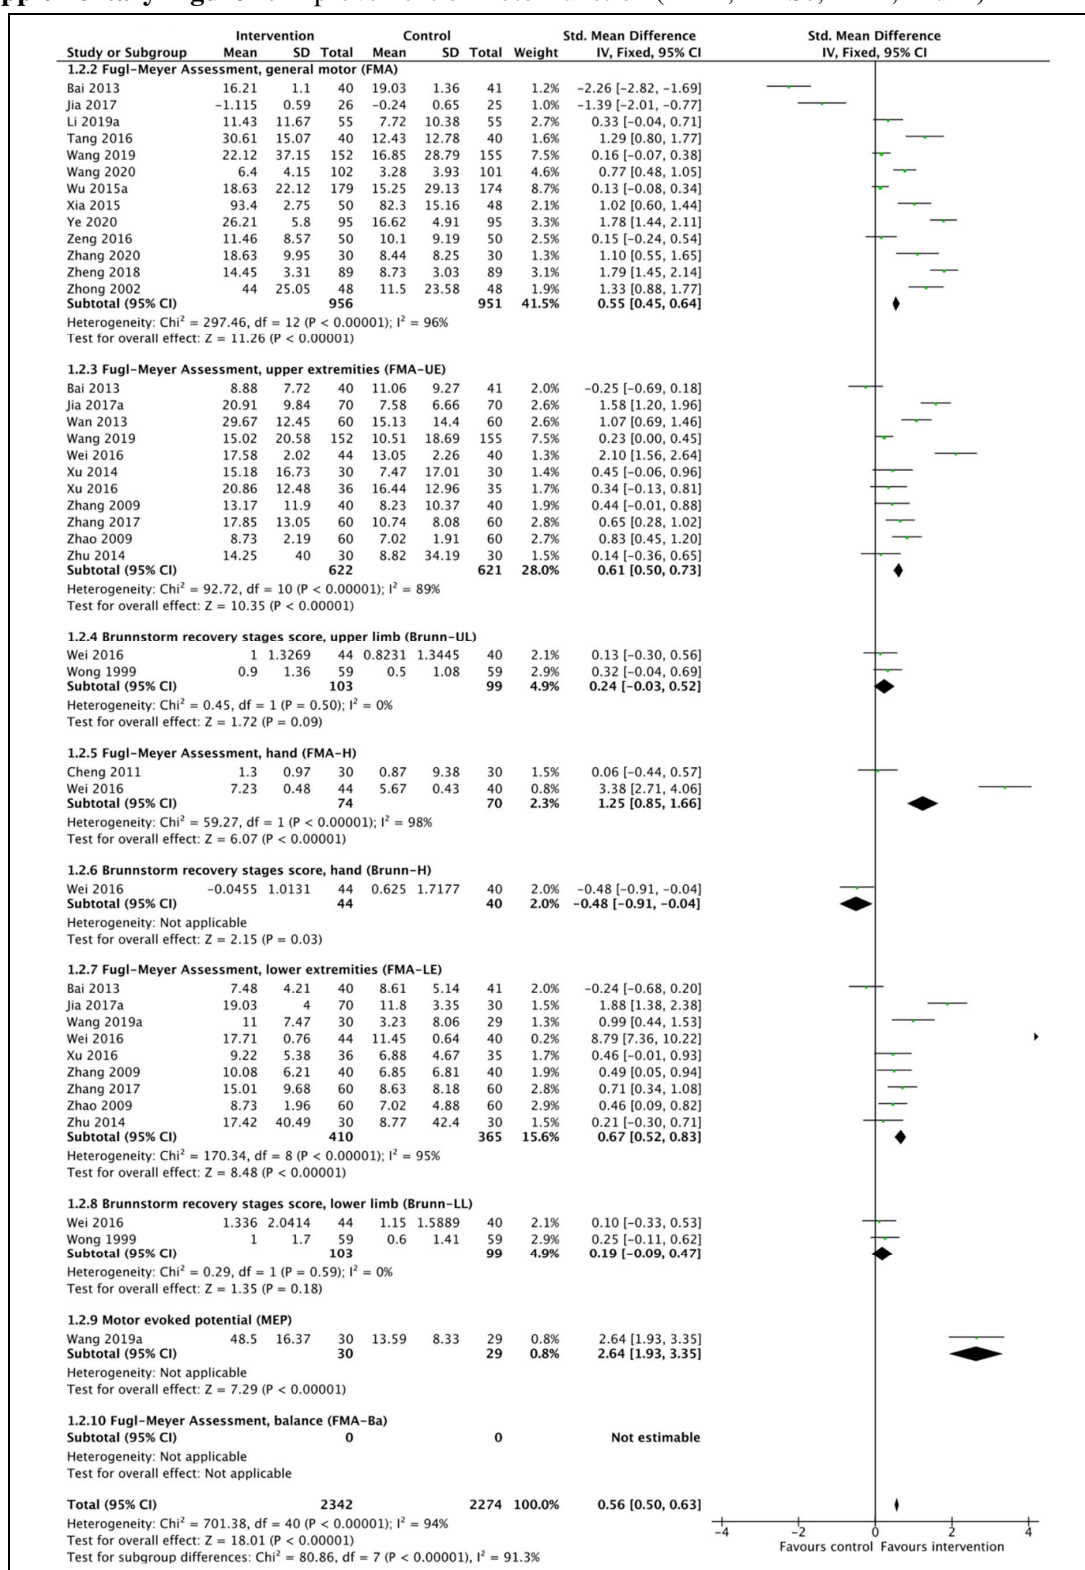 Intervention Control Std. Mean Difference Std. Mean Difference
Study or Subgroup Mean SD Total Mean SD Total Weight IV, Fixed, 95% CI IV, Fixed, 95% CI
1.2.2 Fugl-Meyer Assessment, general motor (FMA)
Bai 2013 16.21 1.1 40 19.03 1.36 41 1.2% -2.26 [-2.82, -1.69]
Jia 2017 -1.115 0.59 26 -0.24 0.65 25 1.0% -1.39 [-2.01, -0.77]
Li 2019a 11.43 11.67 55 7.72 10.38 55 2.7% 0.33 [-0.04, 0.71]
Tang 2016 30.61 15.07 40 12.43 12.78 40 1.6% 1.29 [0.80, 1.77]
Wang 2019 22.12 37.15 152 16.85 28.79 155 7.5% 0.16 [-0.07, 0.38]
Wang 2020 6.4 4.15 102 3.28 3.93 101 4.6% 0.77 [0.48, 1.05]
Wu 2015a 18.63 22.12 179 15.25 29.13 174 8.7% 0.13 [-0.08, 0.34]
Xia 2015 93.4 2.75 50 82.3 15.16 48 2.1% 1.02 [0.60, 1.44]
Ye 2020 26.21 5.8 95 16.62 4.91 95 3.3% 1.78 [1.44, 2.11]
Zeng 2016 11.46 8.57 50 10.1 9.19 50 2.5% 0.15 [-0.24, 0.54]
Zhang 2020 18.63 9.95 30 8.44 8.25 30 1.3% 1.10 [0.55, 1.65]
Zheng 2018 14.45 3.31 89 8.73 3.03 89 3.1% 1.79 [1.45, 2.14]
Zhong 2002 44 25.05 48 11.5 23.58 48 1.9% 1.33 [0.88, 1.77]
Subtotal (95% CI) 956 951 41.5% 0.55 [0.45, 0.64]
Heterogeneity: Chi² = 297.46, df = 12 (P < 0.00001); I² = 96%
Test for overall effect: Z = 11.26 (P < 0.00001)
1.2.3 Fugl-Meyer Assessment, upper extremities (FMA-UE)
Bai 2013 8.88 7.72 40 11.06 9.27 41 2.0% -0.25 [-0.69, 0.18]
Jia 2017a 20.91 9.84 70 7.58 6.66 70 2.6% 1.58 [1.20, 1.96]
Wan 2013 29.67 12.45 60 15.13 14.4 60 2.6% 1.07 [0.69, 1.46]
Wang 2019 15.02 20.58 152 10.51 18.69 155 7.5% 0.23 [0.00, 0.45]
Wei 2016 17.58 2.02 44 13.05 2.26 40 1.3% 2.10 [1.56, 2.64]
Xu 2014 15.18 16.73 30 7.47 17.01 30 1.4% 0.45 [-0.06, 0.96]
Xu 2016 20.86 12.48 36 16.44 12.96 35 1.7% 0.34 [-0.13, 0.81]
Zhang 2009 13.17 11.9 40 8.23 10.37 40 1.9% 0.44 [-0.01, 0.88]
Zhang 2017 17.85 13.05 60 10.74 8.08 60 2.8% 0.65 [0.28, 1.02]
Zhao 2009 8.73 2.19 60 7.02 1.91 60 2.7% 0.83 [0.45, 1.20]
Zhu 2014 14.25 40 30 8.82 34.19 30 1.5% 0.14 [-0.36, 0.65]
Subtotal (95% CI) 622 621 28.0% 0.61 [0.50, 0.73]
Heterogeneity: Chi² = 92.72, df = 10 (P < 0.00001); I² = 89%
Test for overall effect: Z = 10.35 (P < 0.00001)
1.2.4 Brunnstorm recovery stages score, upper limb (Brunn-UL)
Wei 2016 1 1.3269 44 0.8231 1.3445 40 2.1% 0.13 [-0.30, 0.56]
Wong 1999 0.9 1.36 59 0.5 1.08 59 2.9% 0.32 [-0.04, 0.69]
Subtotal (95% CI) 103 99 4.9% 0.24 [-0.03, 0.52]
Heterogeneity: Chi² = 0.45, df = 1 (P = 0.50); I² = 0%
Test for overall effect: Z = 1.72 (P = 0.09)
1.2.5 Fugl-Meyer Assessment, hand (FMA-H)
Cheng 2011 1.3 0.97 30 0.87 9.38 30 1.5% 0.06 [-0.44, 0.57]
Wei 2016 7.23 0.48 44 5.67 0.43 40 0.8% 3.38 [2.71, 4.06]
Subtotal (95% CI) 74 70 2.3% 1.25 [0.85, 1.66]
Heterogeneity: Chi² = 59.27, df = 1 (P < 0.00001); I² = 98%
Test for overall effect: Z = 6.07 (P < 0.00001)
1.2.6 Brunnstorm recovery stages score, hand (Brunn-H)
Wei 2016 -0.0455 1.0131 44 0.625 1.7177 40 2.0% -0.48 [-0.91, -0.04]
Subtotal (95% CI) 44 40 2.0% -0.48 [-0.91, -0.04]
Heterogeneity: Not applicable
Test for overall effect: Z = 2.15 (P = 0.03)
1.2.7 Fugl-Meyer Assessment, lower extremities (FMA-LE)
Bai 2013 7.48 4.21 40 8.61 5.14 41 2.0% -0.24 [-0.68, 0.20]
Jia 2017a 19.03 4 70 11.8 3.35 30 1.5% 1.88 [1.38, 2.38]
Wang 2019a 11 7.47 30 3.23 8.06 29 1.3% 0.99 [0.44, 1.53]
Wei 2016 17.71 0.76 44 11.45 0.64 40 0.2% 8.79 [7.36, 10.22]
Xu 2016 9.22 5.38 36 6.88 4.67 35 1.7% 0.46 [-0.01, 0.93]
Zhang 2009 10.08 6.21 40 6.85 6.81 40 1.9% 0.49 [0.05, 0.94]
Zhang 2017 15.01 9.68 60 8.63 8.18 60 2.8% 0.71 [0.34, 1.08]
Zhao 2009 8.73 1.96 60 7.02 4.88 60 2.9% 0.46 [0.09, 0.82]
Zhu 2014 17.42 40.49 30 8.77 42.4 30 1.5% 0.21 [-0.30, 0.71]
Subtotal (95% CI) 410 365 15.6% 0.67 [0.52, 0.83]
Heterogeneity: Chi² = 170.34, df = 8 (P < 0.00001); I² = 95%
Test for overall effect: Z = 8.48 (P < 0.00001)
1.2.8 Brunnstorm recovery stages score, lower limb (Brunn-LL)
Wei 2016 1.336 2.0414 44 1.15 1.5889 40 2.1% 0.10 [-0.33, 0.53]
Wong 1999 1 1.7 59 0.6 1.41 59 2.9% 0.25 [-0.11, 0.62]
Subtotal (95% CI) 103 99 4.9% 0.19 [-0.09, 0.47]
Heterogeneity: Chi² = 0.29, df = 1 (P = 0.59); I² = 0%
Test for overall effect: Z = 1.35 (P = 0.18)
1.2.9 Motor evoked potential (MEP)
Wang 2019a 48.5 16.37 30 13.59 8.33 29 0.8% 2.64 [1.93, 3.35]
Subtotal (95% CI) 30 29 0.8% 2.64 [1.93, 3.35]
Heterogeneity: Not applicable
Test for overall effect: Z = 7.29 (P < 0.00001)
1.2.10 Fugl-Meyer Assessment, balance (FMA-Ba)
Subtotal (95% CI) 0 0 Not estimable
Heterogeneity: Not applicable
Test for overall effect: Not applicable
Total (95% CI) 2342 2274 100.0% 0.56 [0.50, 0.63]
Heterogeneity: Chi² = 701.38, df = 40 (P < 0.00001); I² = 94%
Test for overall effect: Z = 18.01 (P < 0.00001)
Test for subgroup differences: Chi² = 80.86, df = 7 (P < 0.00001), I² = 91.3%
-4 -2 0 2 4
Favours control Favours intervention